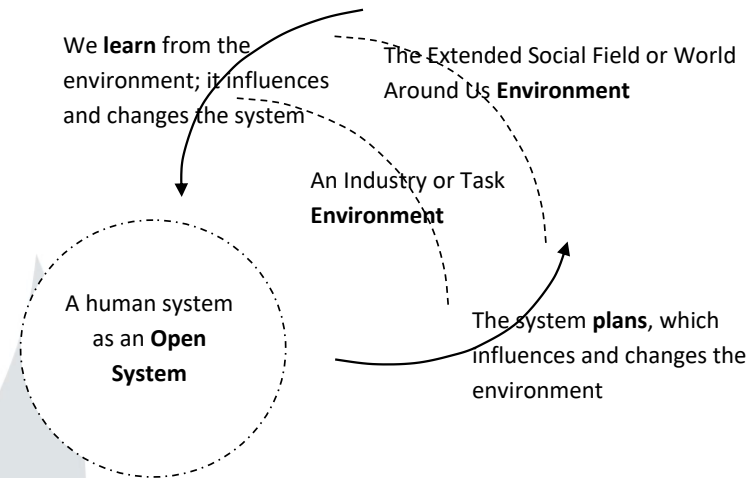 We learn from the
environment; it influences
and changes the system
The Extended Social Field or World
Around Us Environment
An Industry or Task
Environment
A human system
as an Open
System
The system plans, which
influences and changes the
environment